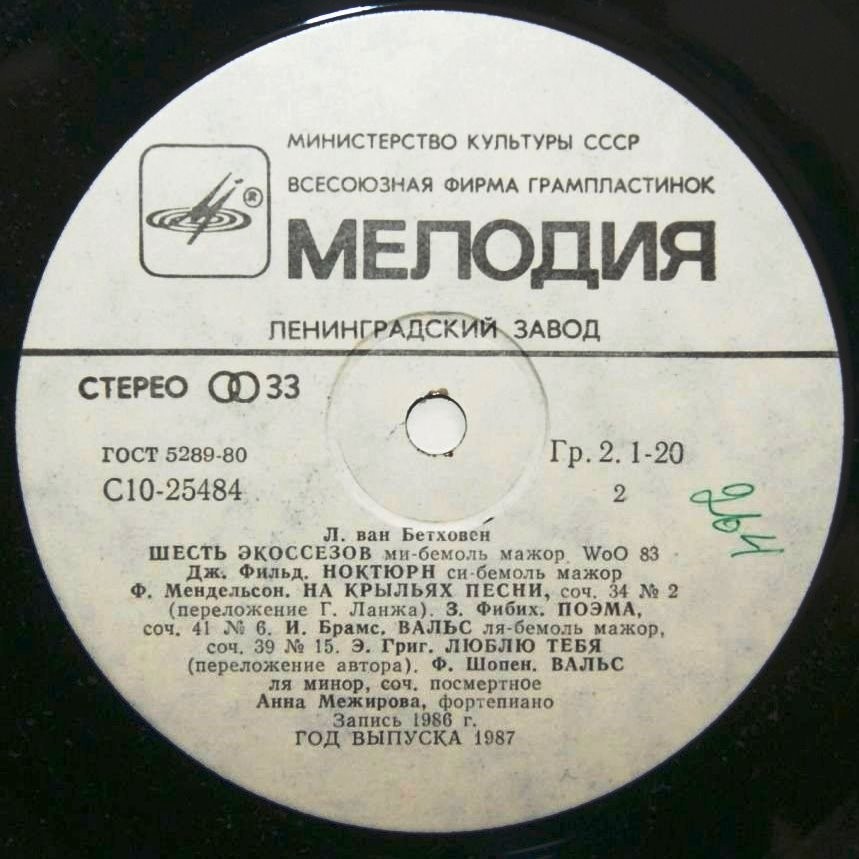 МИНИСТЕРСТВО КУЛЬТУРЫ СССР
ВСЕСОЮЗНАЯ ФИРМА ГРАМПЛАСТИНОК
®
МЕЛОДИЯ
ЛЕНИНГРАДСКИЙ ЗАВОД
СТЕРЕО 33
ГОСТ 5289-80
Гр. 2. 1-20
С10-25484
2
Л. ван Бетховен
ШЕСТЬ ЭКОССЕЗОВ ми-бемоль мажор WoO 83
Дж. Фильд. НОКТЮРН си-бемоль мажор
Ф. Мендельсон. НА КРЫЛЬЯХ ПЕСНИ, соч. 34 № 2
(переложение Г. Ланжа). З. Фибих. ПОЭМА,
соч. 41 № 6. И. Брамс. ВАЛЬС ля-бемоль мажор,
соч. 39 № 15. Э. Григ. ЛЮБЛЮ ТЕБЯ
(переложение автора). Ф. Шопен. ВАЛЬС
ля минор, соч. посмертное
Анна Межирова, фортепиано
Запись 1986 г.
ГОД ВЫПУСКА 1987